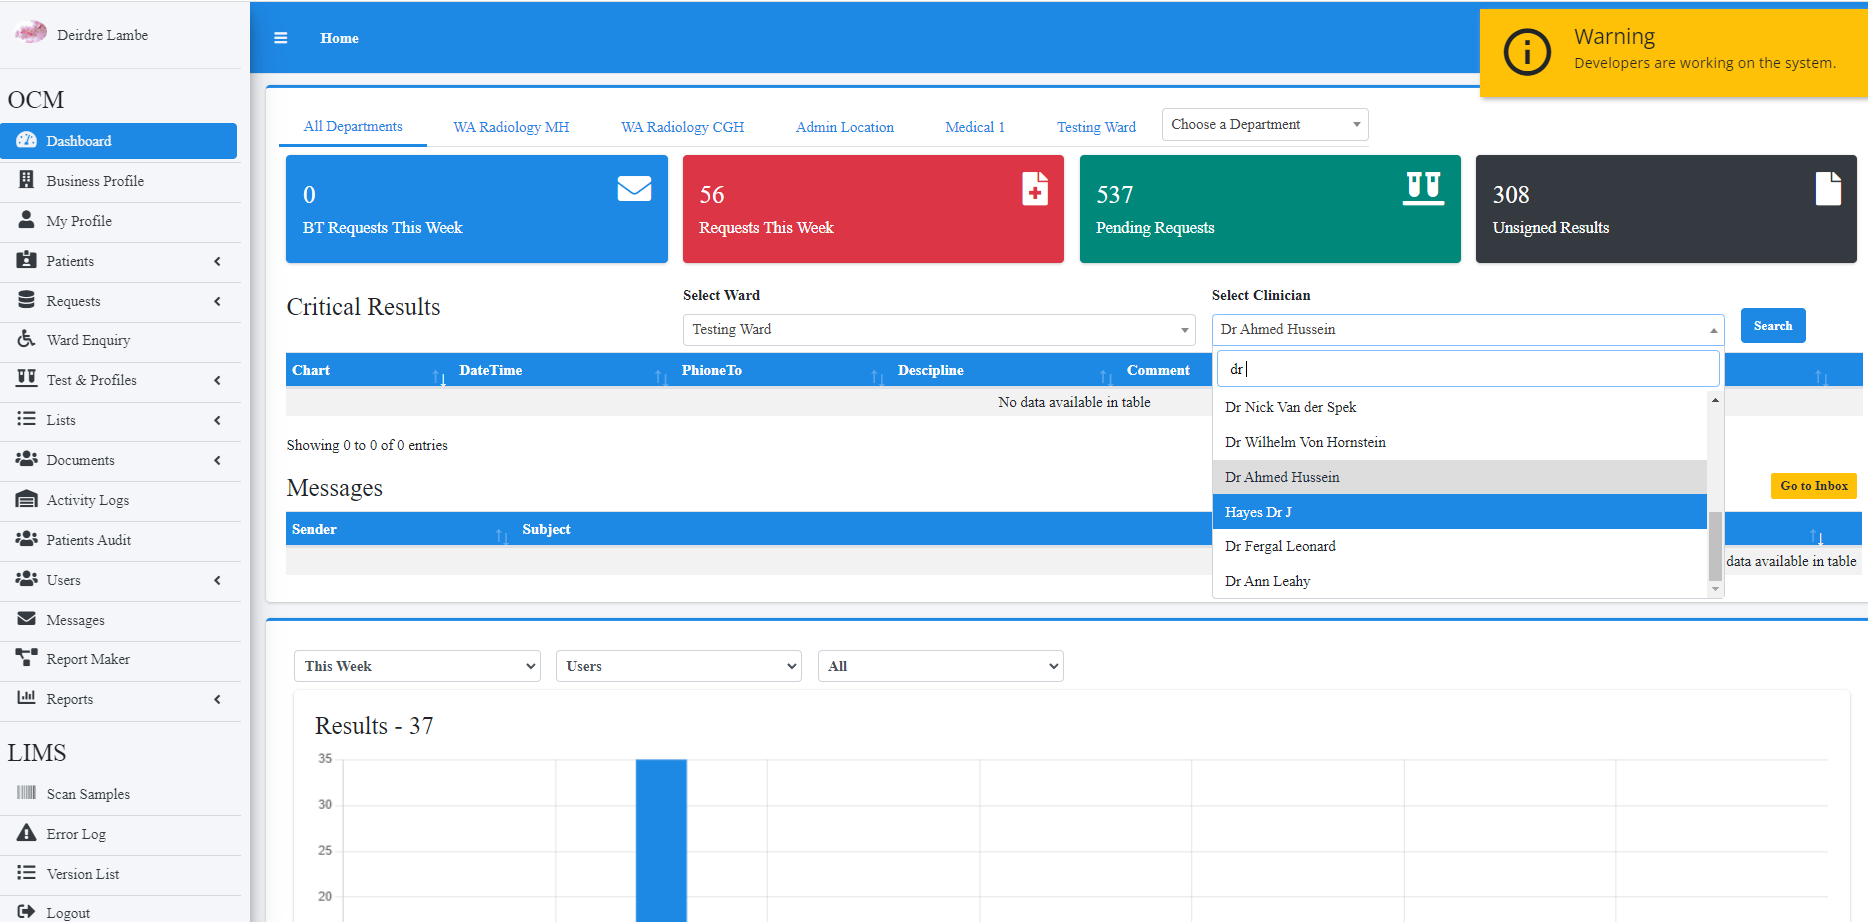 Deirdre Lambe
OCM
Dashboard
Business Profile
My Profile
Patients
Requests
Ward Enquiry
Test & Profiles
Lists
Documents
Activity Logs
Patients Audit
Users
Messages
Report Maker
Reports
LIMS
Scan Samples
Error Log
Version List
Logout
Home
Warning
Developers are working on the system.
All Departments WA Radiology MH WA Radiology CGH Admin Location Medical 1 Testing Ward Choose a Department
0
BT Requests This Week
56
Requests This Week
537
Pending Requests
308
Unsigned Results
Critical Results
Select Ward
Testing Ward
Select Clinician
Dr Ahmed Hussein
Search
dr
Dr Nick Van der Spek
Dr Wilhelm Von Hornstein
Dr Ahmed Hussein
Hayes Dr J
Dr Fergal Leonard
Dr Ann Leahy
Chart DateTime PhioneTo Descipline Comment
No data available in table
Showing 0 to 0 of 0 entries
Messages
Go to Inbox
Sender Subject
data available in table
This Week Users All
Results - 37
35
30
25
20